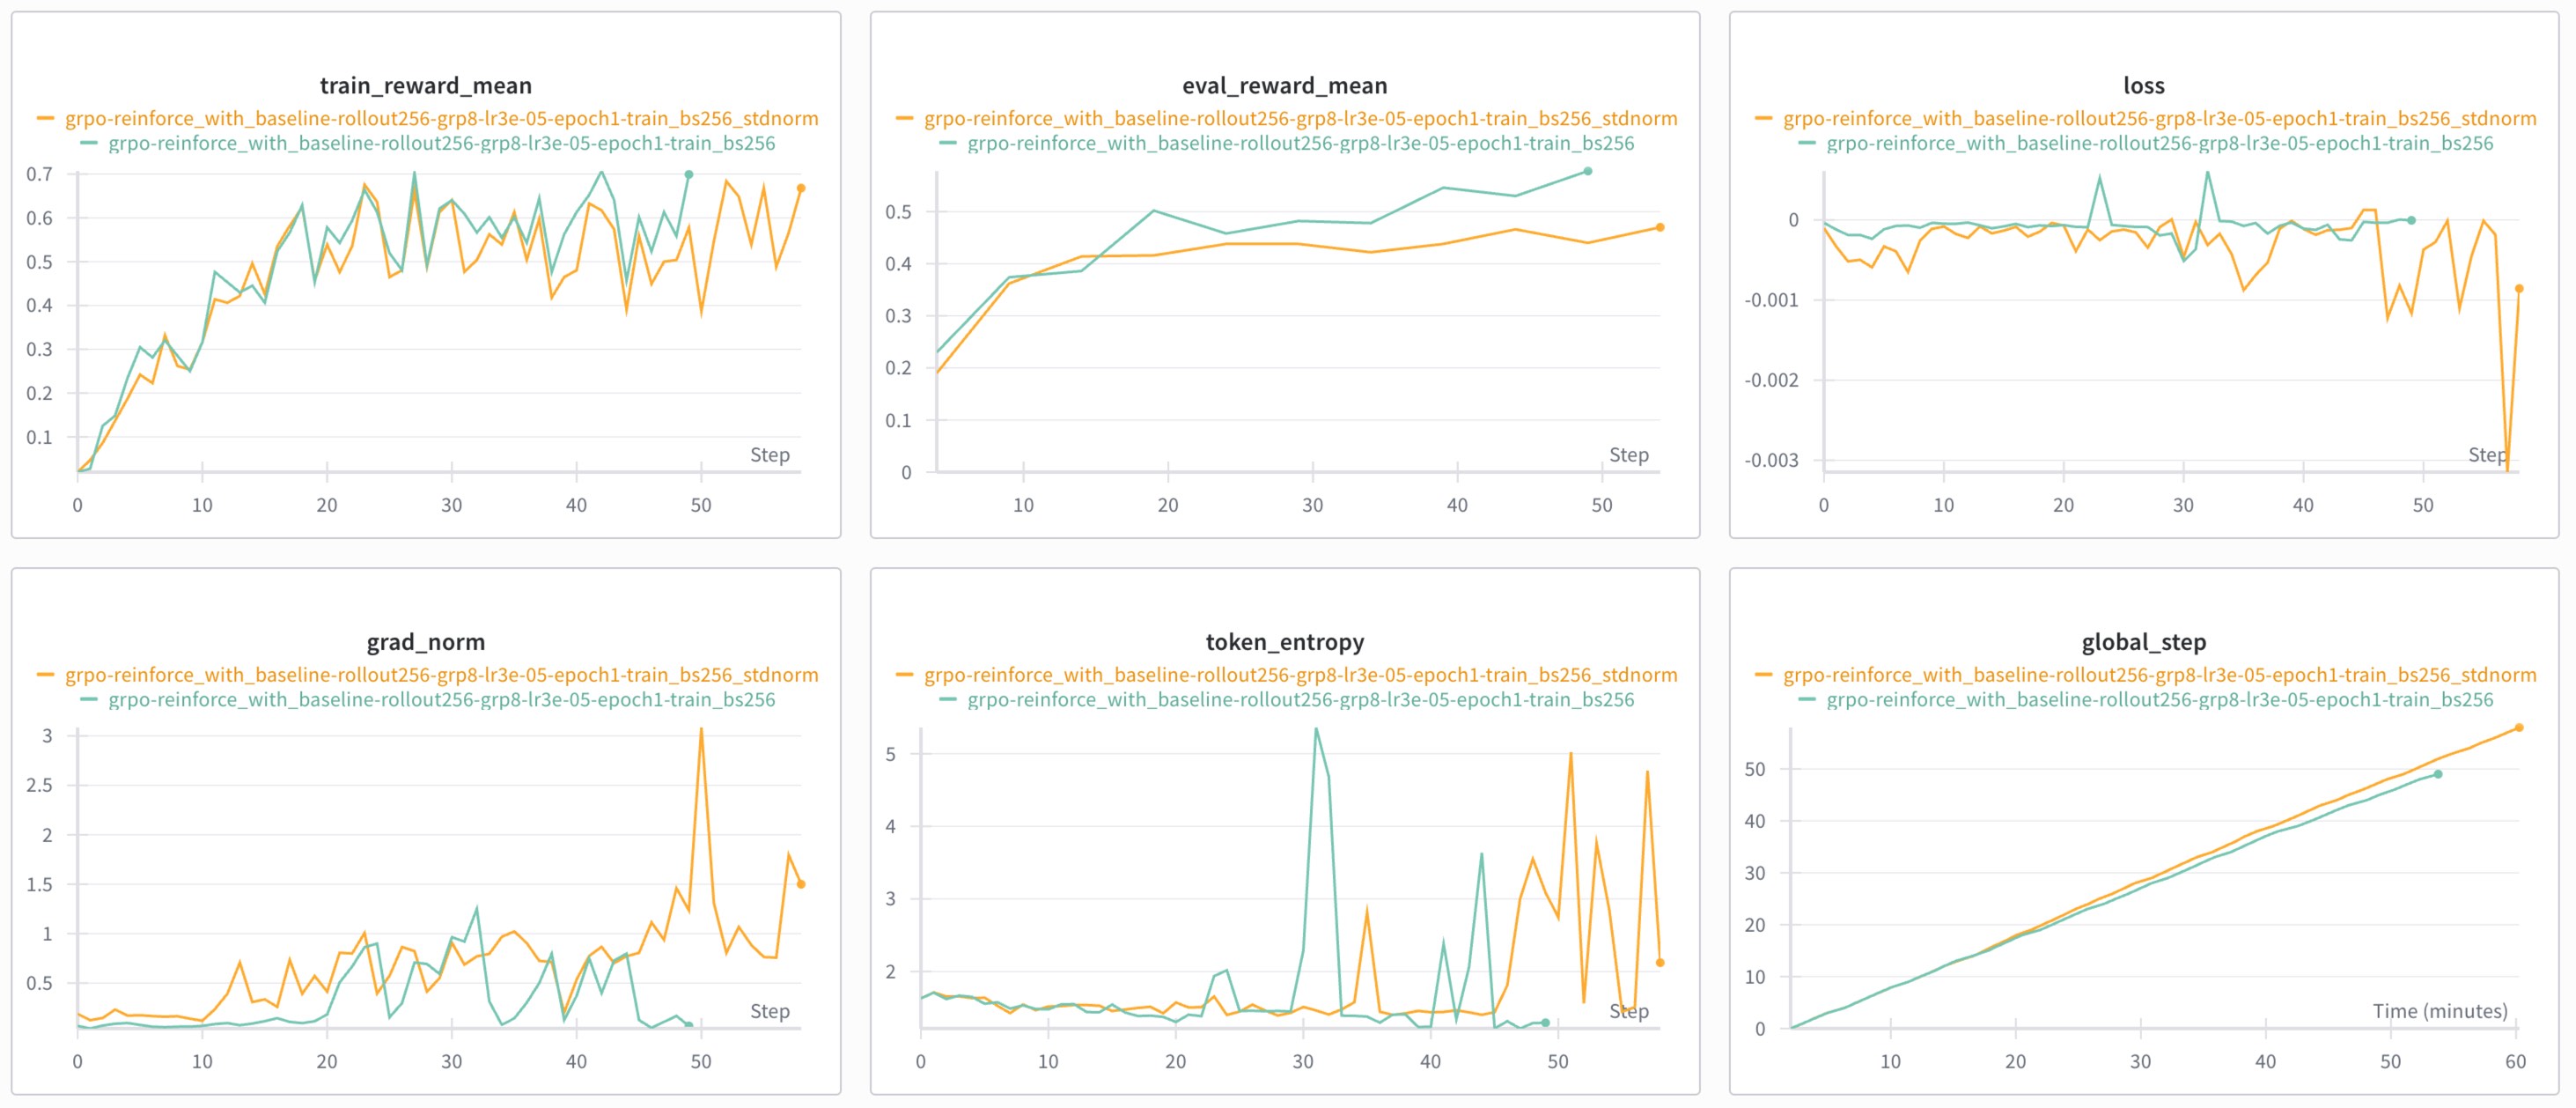 train_reward_mean
grpo-reinforce_with_baseline-rollout256-grp8-lr3e-05-epoch1-train_bs256_stdnorm
grpo-reinforce_with_baseline-rollout256-grp8-lr3e-05-epoch1-train_bs256
0.7
0.6
0.5
0.4
0.3
0.2
0.1
Step
0 10 20 30 40 50
eval_reward_mean
grpo-reinforce_with_baseline-rollout256-grp8-lr3e-05-epoch1-train_bs256_stdnorm
grpo-reinforce_with_baseline-rollout256-grp8-lr3e-05-epoch1-train_bs256
0.5
0.4
0.3
0.2
0.1
Step
0
10 20 30 40 50
loss
grpo-reinforce_with_baseline-rollout256-grp8-lr3e-05-epoch1-train_bs256_stdnorm
grpo-reinforce_with_baseline-rollout256-grp8-lr3e-05-epoch1-train_bs256
0
-0.001
-0.002
-0.003
Step
0 10 20 30 40 50
grad_norm
grpo-reinforce_with_baseline-rollout256-grp8-lr3e-05-epoch1-train_bs256_stdnorm
grpo-reinforce_with_baseline-rollout256-grp8-lr3e-05-epoch1-train_bs256
3
2.5
2
1.5
1
0.5
Step
0 10 20 30 40 50
token_entropy
grpo-reinforce_with_baseline-rollout256-grp8-lr3e-05-epoch1-train_bs256_stdnorm
grpo-reinforce_with_baseline-rollout256-grp8-lr3e-05-epoch1-train_bs256
5
4
3
2
Step
0 10 20 30 40 50
global_step
grpo-reinforce_with_baseline-rollout256-grp8-lr3e-05-epoch1-train_bs256_stdnorm
grpo-reinforce_with_baseline-rollout256-grp8-lr3e-05-epoch1-train_bs256
50
40
30
20
10
Time (minutes)
0
10 20 30 40 50 60